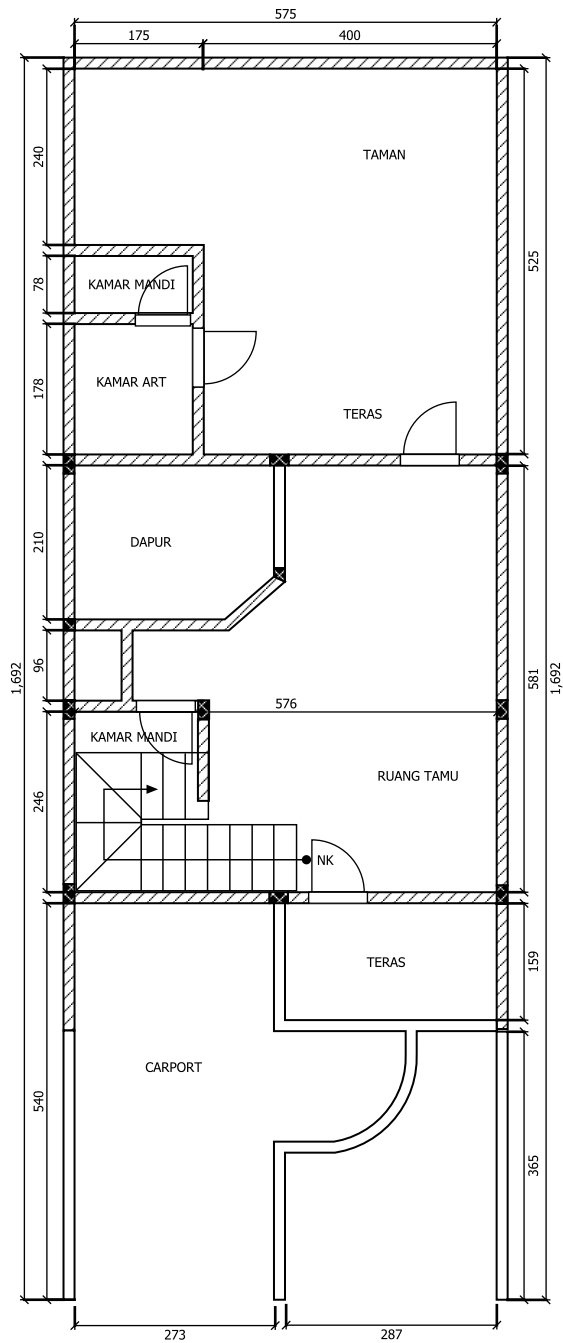 575
175
400
240
TAMAN
525
78
KAMAR MANDI
178
KAMAR ART
TERAS
210
DAPUR
96
1,692
581
1,692
576
KAMAR MANDI
246
RUANG TAMU
NK
TERAS
159
CARPORT
540
365
273
287